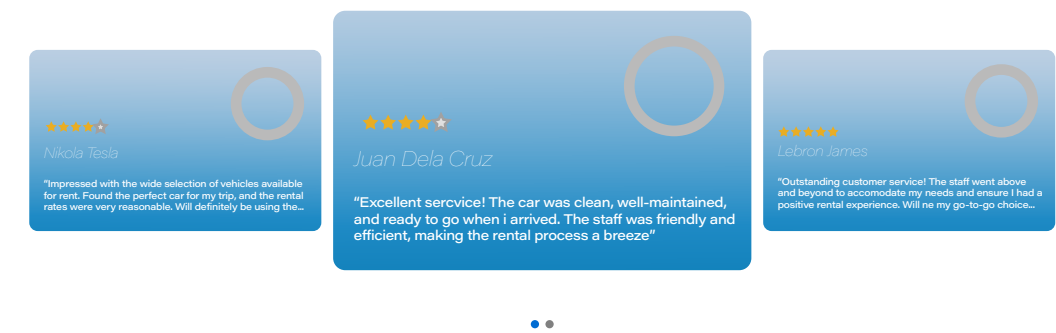 Nikola Tesla
"Impressed with the wide selection of vehicles available
for rent. Found the perfect car for my trip, and the rental
rates were very reasonable. Will definitely be using the...
Juan Dela Cruz
“Excellent sercvice! The car was clean, well-maintained,
and ready to go when i arrived. The staff was friendly and
efficient, making the rental process a breeze”
Lebron James
"Outstanding customer service! The staff went above
and beyond to accomodate my needs and ensure I had a
positive rental experience. Will ne my go-to-go choice...